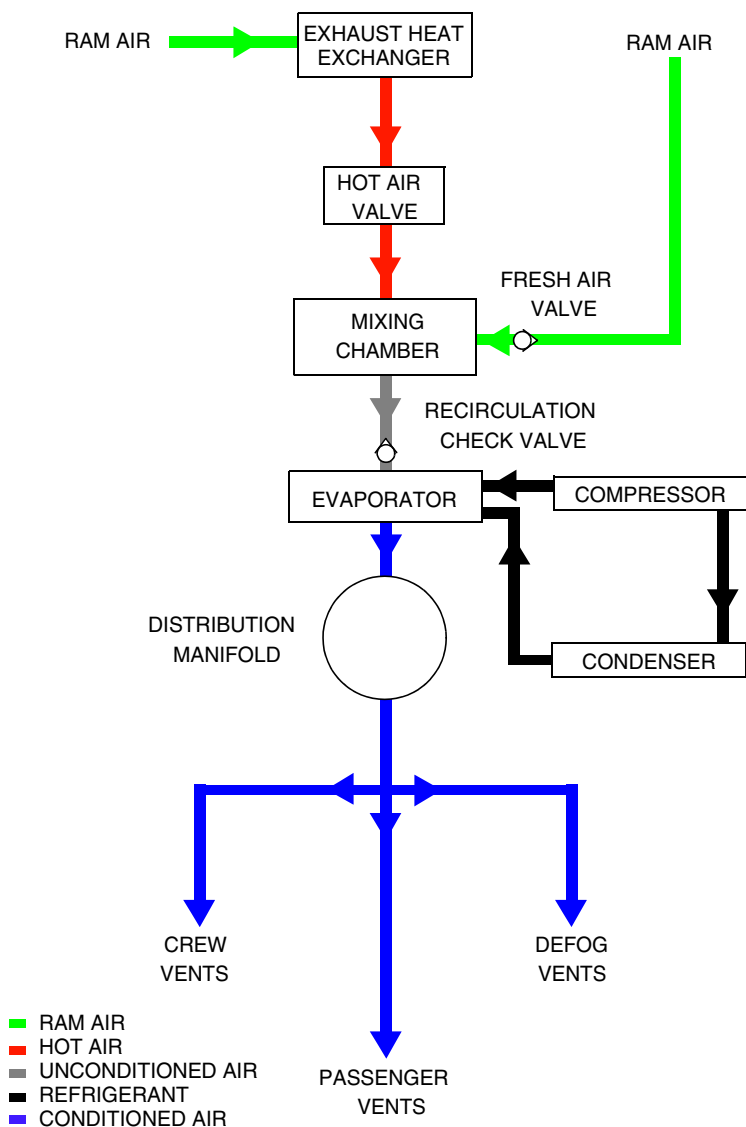 RAM AIR
EXHAUST HEAT
EXCHANGER
RAM AIR
HOT AIR
VALVE
FRESH AIR
VALVE
MIXING
CHAMBER
RECIRCULATION
CHECK VALVE
EVAPORATOR
COMPRESSOR
DISTRIBUTION
MANIFOLD
CONDENSER
CREW
VENTS
DEFOG
VENTS
PASSENGER
VENTS
RAM AIR
HOT AIR
UNCONDITIONED AIR
REFRIGERANT
CONDITIONED AIR